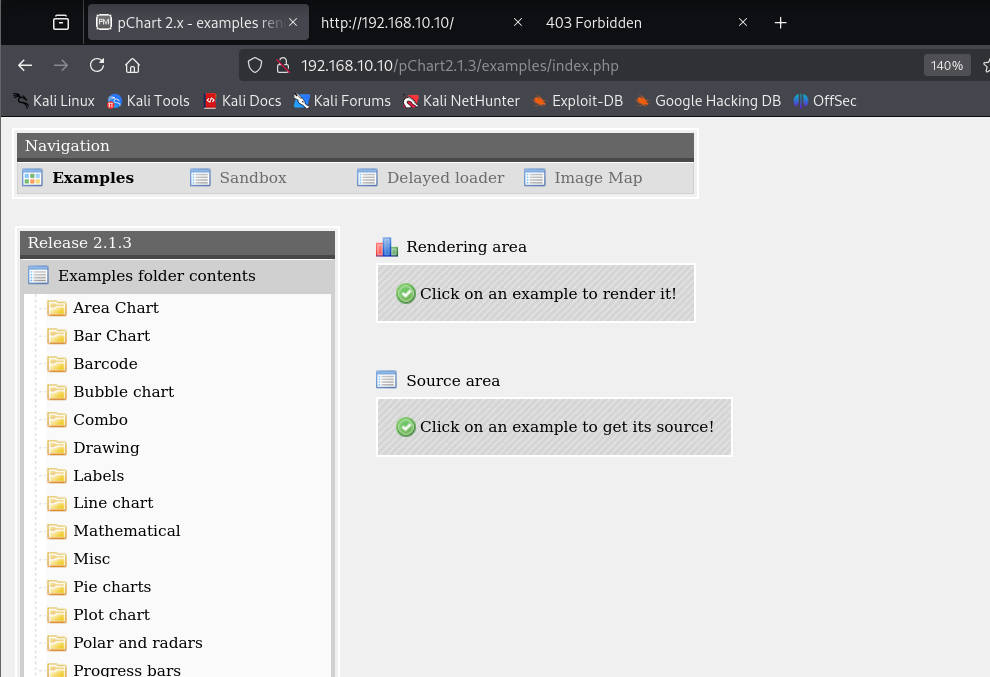 pChart 2.x - examples ren
http://192.168.10.10/
403 Forbidden
192.168.10.10/pChart2.1.3/examples/index.php
140%
Kali Linux Kali Tools Kali Docs Kali Forums Kali NetHunter Exploit-DB Google Hacking DB OffSec
Navigation
Examples Sandbox Delayed loader Image Map
Release 2.1.3
Examples folder contents
Area Chart
Bar Chart
Barcode
Bubble chart
Combo
Drawing
Labels
Line chart
Mathematical
Misc
Pie charts
Plot chart
Polar and radars
Progress bars
Rendering area
Click on an example to render it!
Source area
Click on an example to get its source!